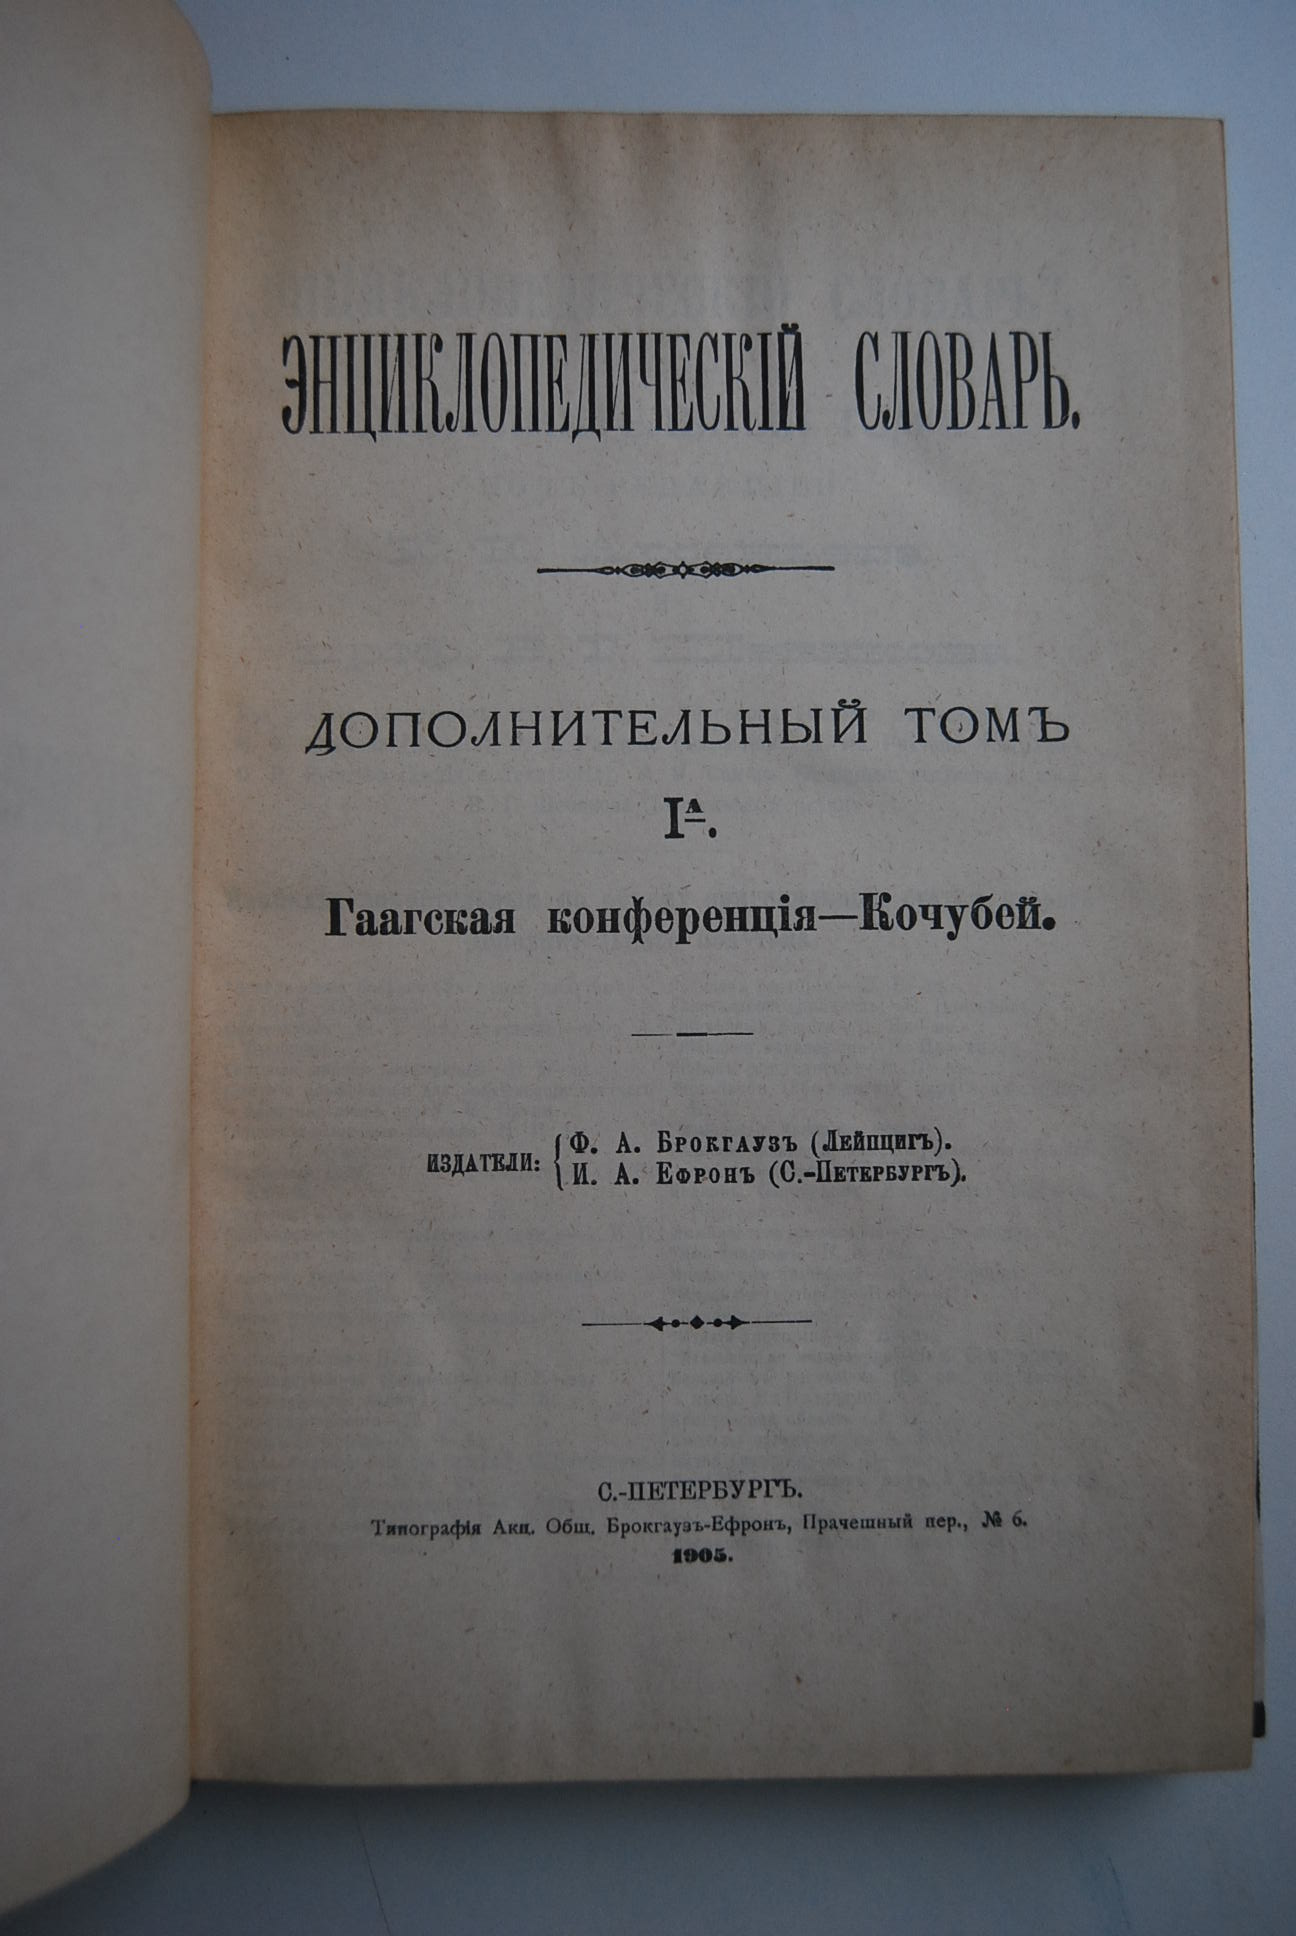 ЭНЦИКЛОПЕДИЧЕСКІЙ СЛОВАРЬ.
ДОПОЛНИТЕЛЬНЫЙ ТОМЪ
IА.
Гаагская конференція—Кочубей.
ИЗДАТЕЛИ: { Ф. А. Брокгаузъ (Лейпцигъ).
И. А. Ефронъ (С.-Петербургъ).
С.-ПЕТЕРБУРГЪ.
Типографія Акц. Общ. Брокгаузъ-Ефронъ, Прачешный пер., № 6.
1905.